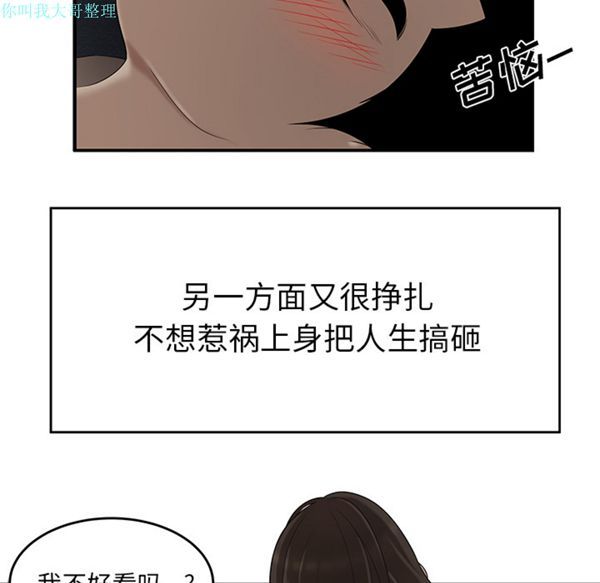 你叫我大哥整理
苦恼
另一方面又很挣扎
不想惹祸上身把人生搞砸
我不好看吗…?